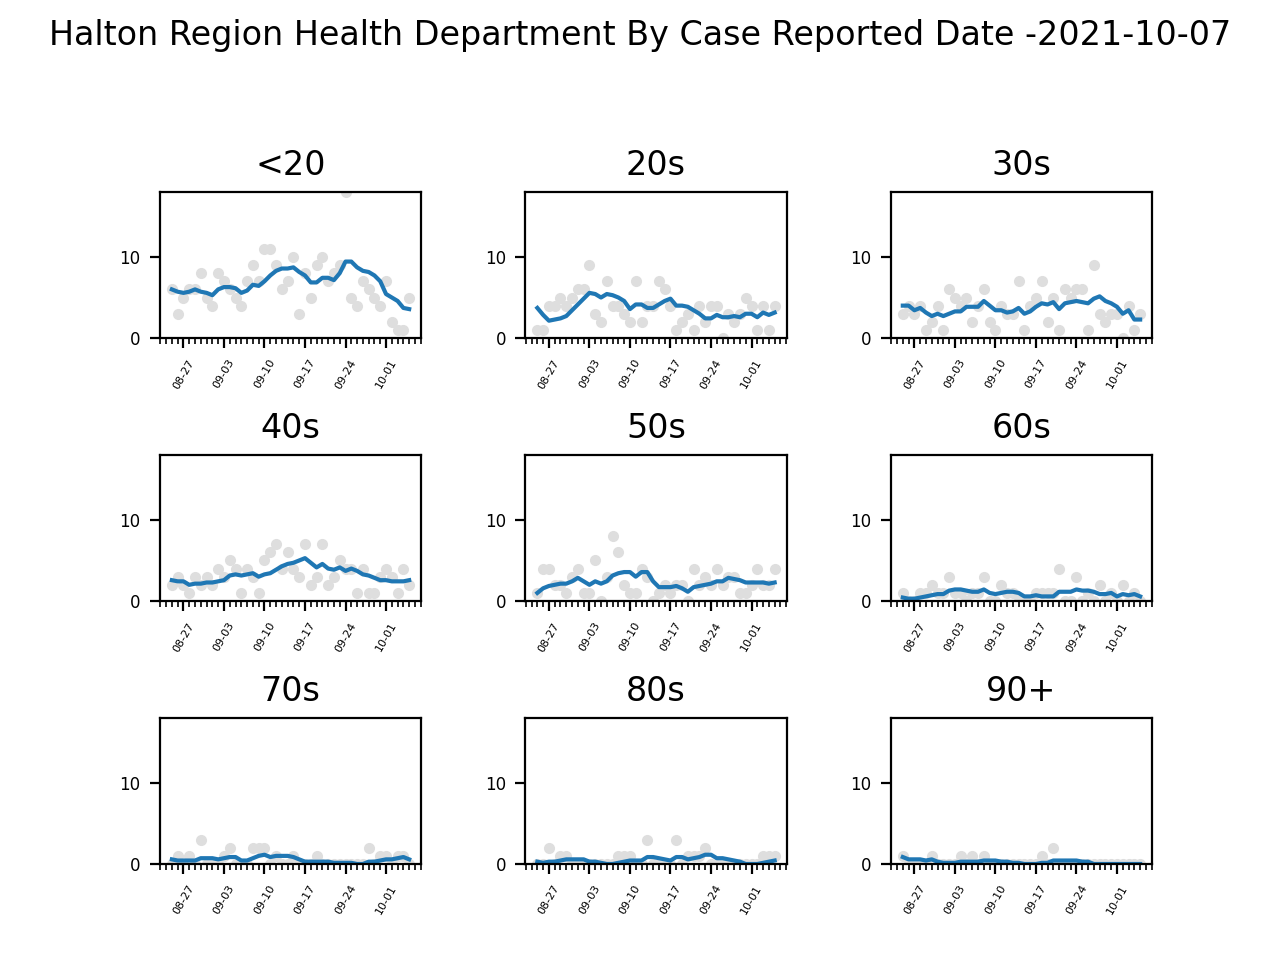 Halton Region Health Department By Case Reported Date -2021-10-07
<20 20s 30s
10 10 10
0 0 0
08-27 09-03 09-10 09-17 09-24 10-01 08-27 09-03 09-10 09-17 09-24 10-01 08-27 09-03 09-10 09-17 09-24 10-01
40s 50s 60s
10 10 10
0 0 0
08-27 09-03 09-10 09-17 09-24 10-01 08-27 09-03 09-10 09-17 09-24 10-01 08-27 09-03 09-10 09-17 09-24 10-01
70s 80s 90+
10 10 10
0 0 0
08-27 09-03 09-10 09-17 09-24 10-01 08-27 09-03 09-10 09-17 09-24 10-01 08-27 09-03 09-10 09-17 09-24 10-01